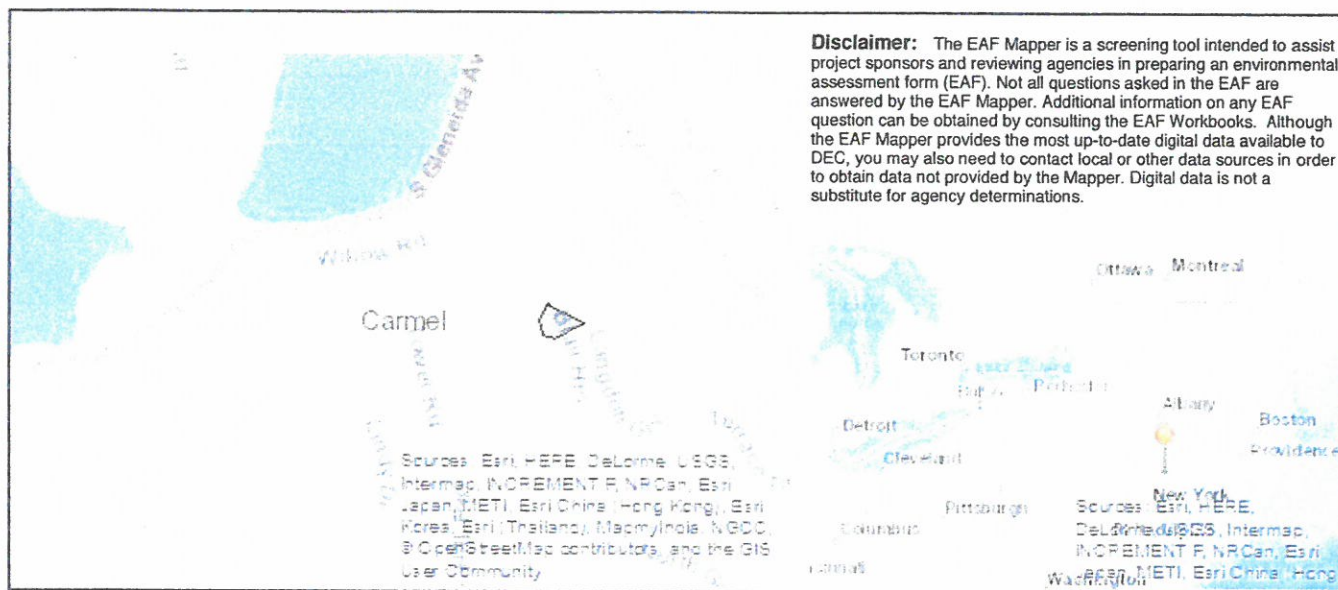 Disclaimer: The EAF Mapper is a screening tool intended to assist
project sponsors and reviewing agencies in preparing an environmental
assessment form (EAF). Not all questions asked in the EAF are
answered by the EAF Mapper. Additional information on any EAF
question can be obtained by consulting the EAF Workbooks. Although
the EAF Mapper provides the most up-to-date digital data available to
DEC, you may also need to contact local or other data sources in order
to obtain data not provided by the Mapper. Digital data is not a
substitute for agency determinations.
S Gleneida Av
Willow Rd
Carmel
Sources: Esri, HERE, DeLorme, USGS,
Intermap, INCREMENT P, NRCan, Esri
Japan, METI, Esri China (Hong Kong), Esri
Korea, Esri (Thailand), MapmyIndia, NGCC,
© OpenStreetMap contributors, and the GIS
User Community
Ottawa
Montreal
Toronto
Rochester
Albany
Detroit
Boston
Cleveland
Providence
Pittsburgh
New York
Columbus
Sources: Esri, HERE,
USGS, Intermap,
INCREMENT P, NRCan, Esri
Japan, METI, Esri China (Hong
Washington